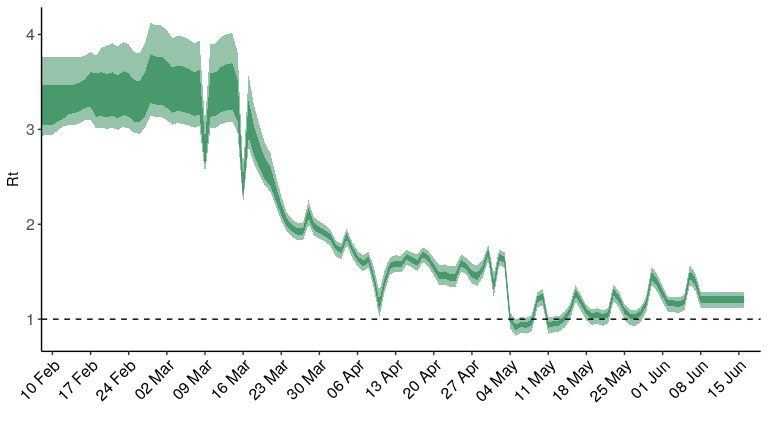 Rt
4
3
2
1
10 Feb
17 Feb
24 Feb
02 Mar
09 Mar
16 Mar
23 Mar
30 Mar
06 Apr
13 Apr
20 Apr
27 Apr
04 May
11 May
18 May
25 May
01 Jun
08 Jun
15 Jun